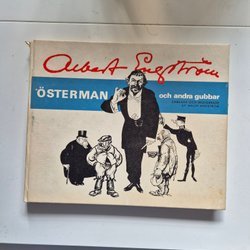 Albert Engström
ÖSTERMAN
och andra gubbar